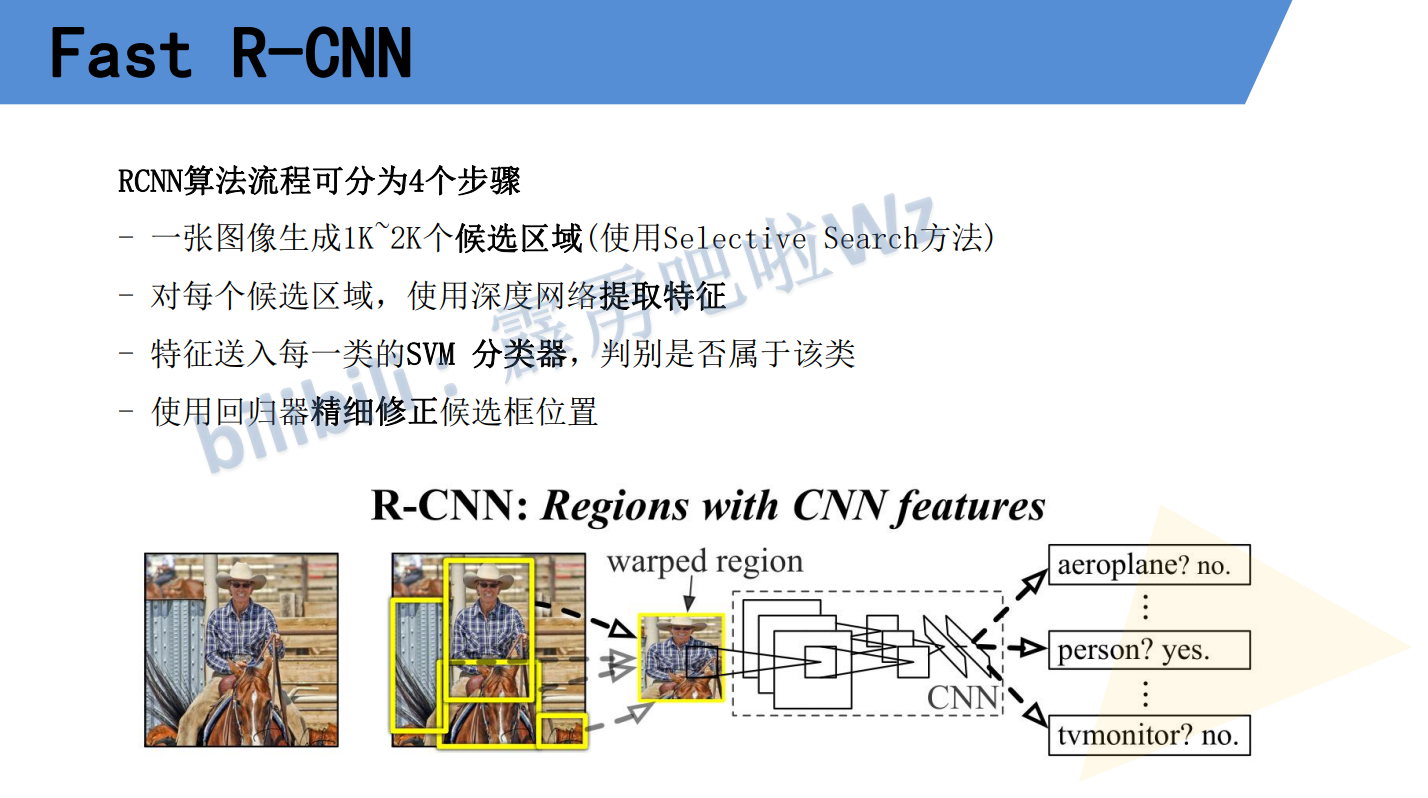 Fast R-CNN
RCNN算法流程可分为4个步骤
- 一张图像生成1K~2K个候选区域(使用Selective Search方法)
- 对每个候选区域，使用深度网络提取特征
- 特征送入每一类的SVM 分类器，判别是否属于该类
- 使用回归器精细修正候选框位置
bilibili：霹雳吧啦Wz
R-CNN: Regions with CNN features
warped region
aeroplane? no.
⋮
person? yes.
⋮
CNN
tvmonitor? no.